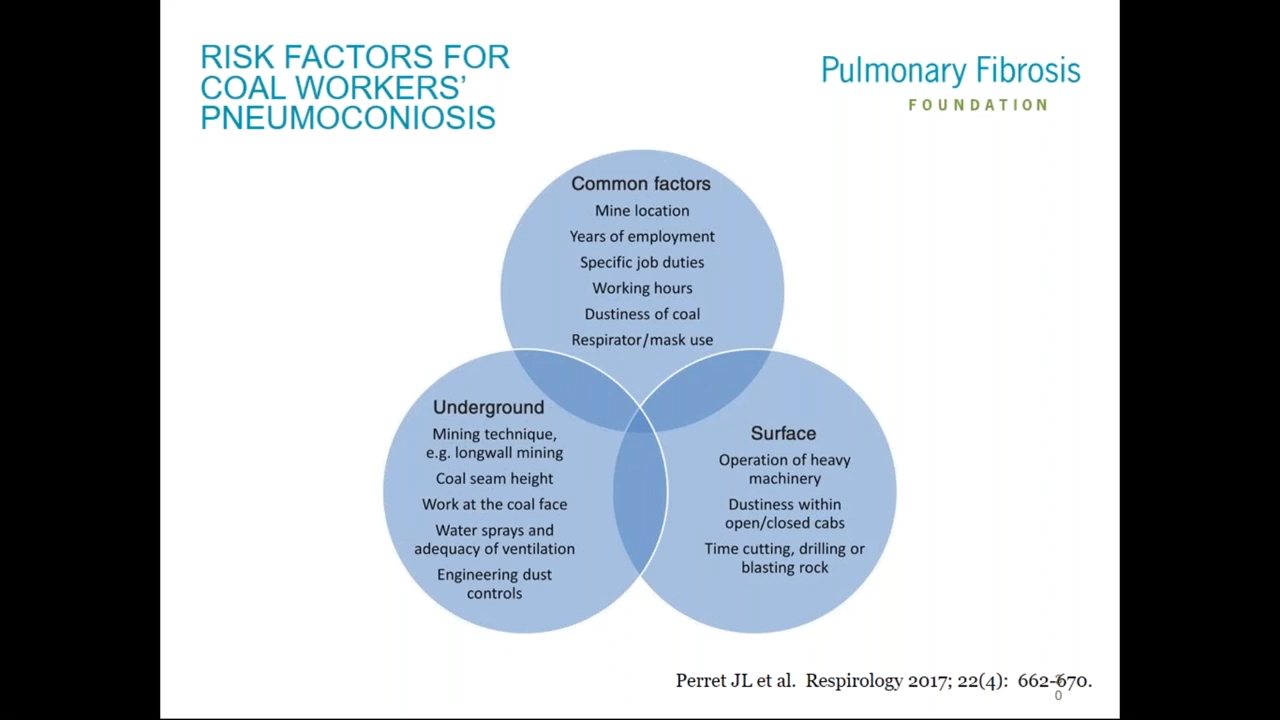 RISK FACTORS FOR
COAL WORKERS'
PNEUMOCONIOSIS
Pulmonary Fibrosis
FOUNDATION
Common factors
Mine location
Years of employment
Specific job duties
Working hours
Dustiness of coal
Respirator/mask use
Underground
Mining technique,
e.g. longwall mining
Coal seam height
Work at the coal face
Water sprays and
adequacy of ventilation
Engineering dust
controls
Surface
Operation of heavy
machinery
Dustiness within
open/closed cabs
Time cutting, drilling or
blasting rock
Perret JL et al. Respirology 2017; 22(4): 662-670.